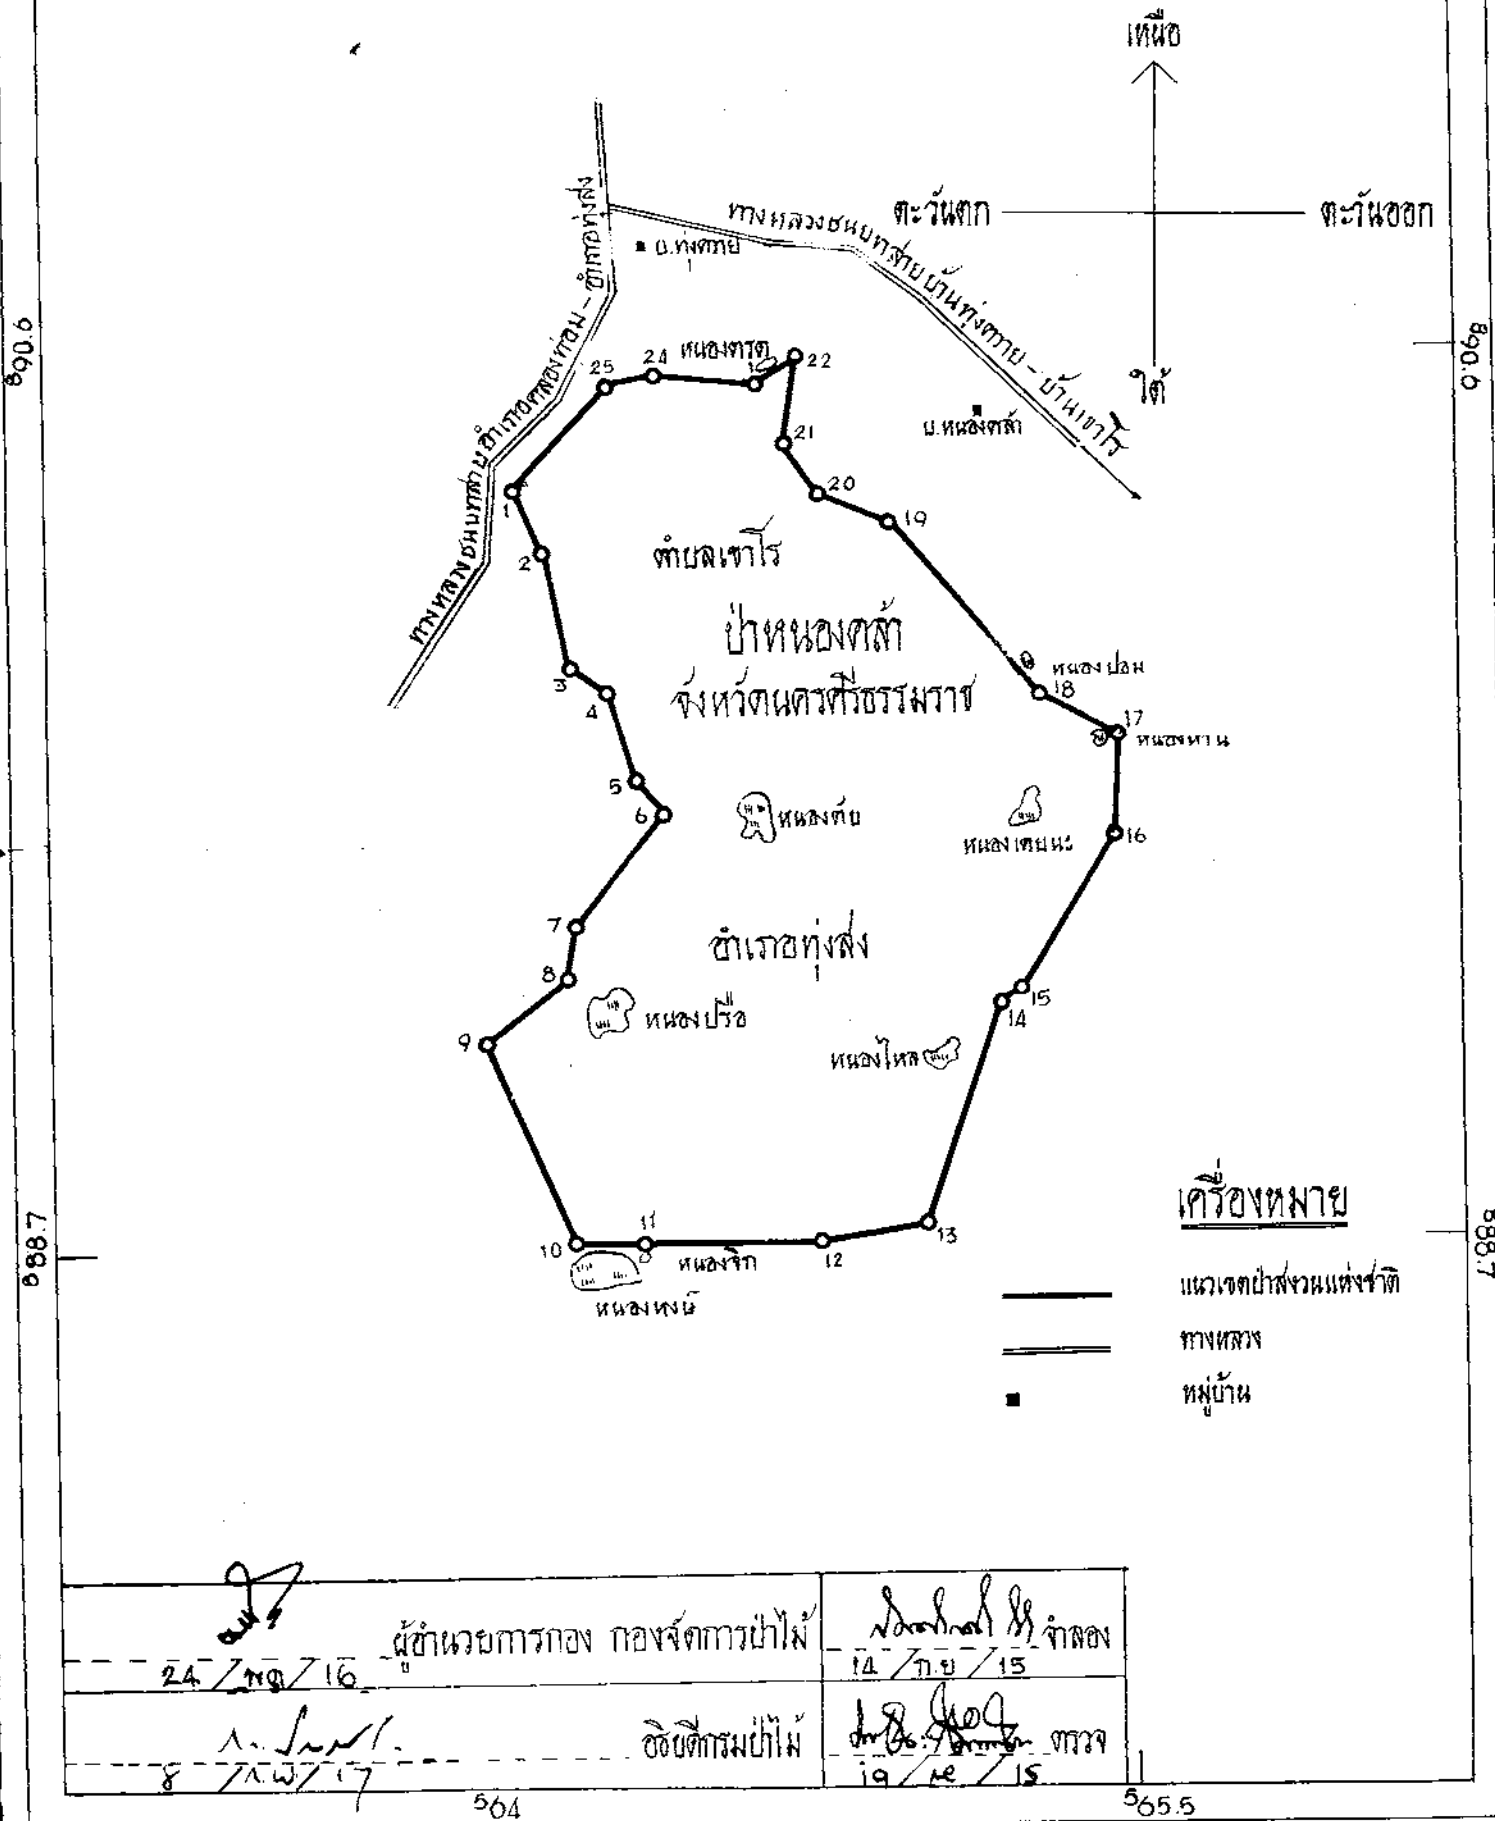 เหนือ
ตะวันตก
ตะวันออก
ใต้
ทางหลวงชนบทสายบ้านทุ่งควาย - บ้านเขาโร
บ.ทุ่งควาย
ทางหลวงชนบทสายอำเภอคลองท่อม - อำเภอทุ่งสง
890.6
890.6
หนองตรุด
25
24
22
21
20
19
บ.หนองคล้า
1
2
ตำบลเขาโร
ป่าหนองคล้า
จังหวัดนครศรีธรรมราช
3
4
หนองปอม
18
17
หนองหาน
5
6
หนองทับ
หนองเตยนะ
16
7
อำเภอทุ่งสง
8
หนองปรือ
15
14
9
หนองไหล
13
10
11
หนองจิก
12
หนองหงษ์
เครื่องหมาย
แนวเขตป่าสงวนแห่งชาติ
ทางหลวง
หมู่บ้าน
888.7
888.7
ผู้อำนวยการกอง กองจัดการป่าไม้
24 / พค / 16
จำลอง
14 / ก.ย / 15
อธิบดีกรมป่าไม้
8 / ก.พ / 17
ตรวจ
564
565.5